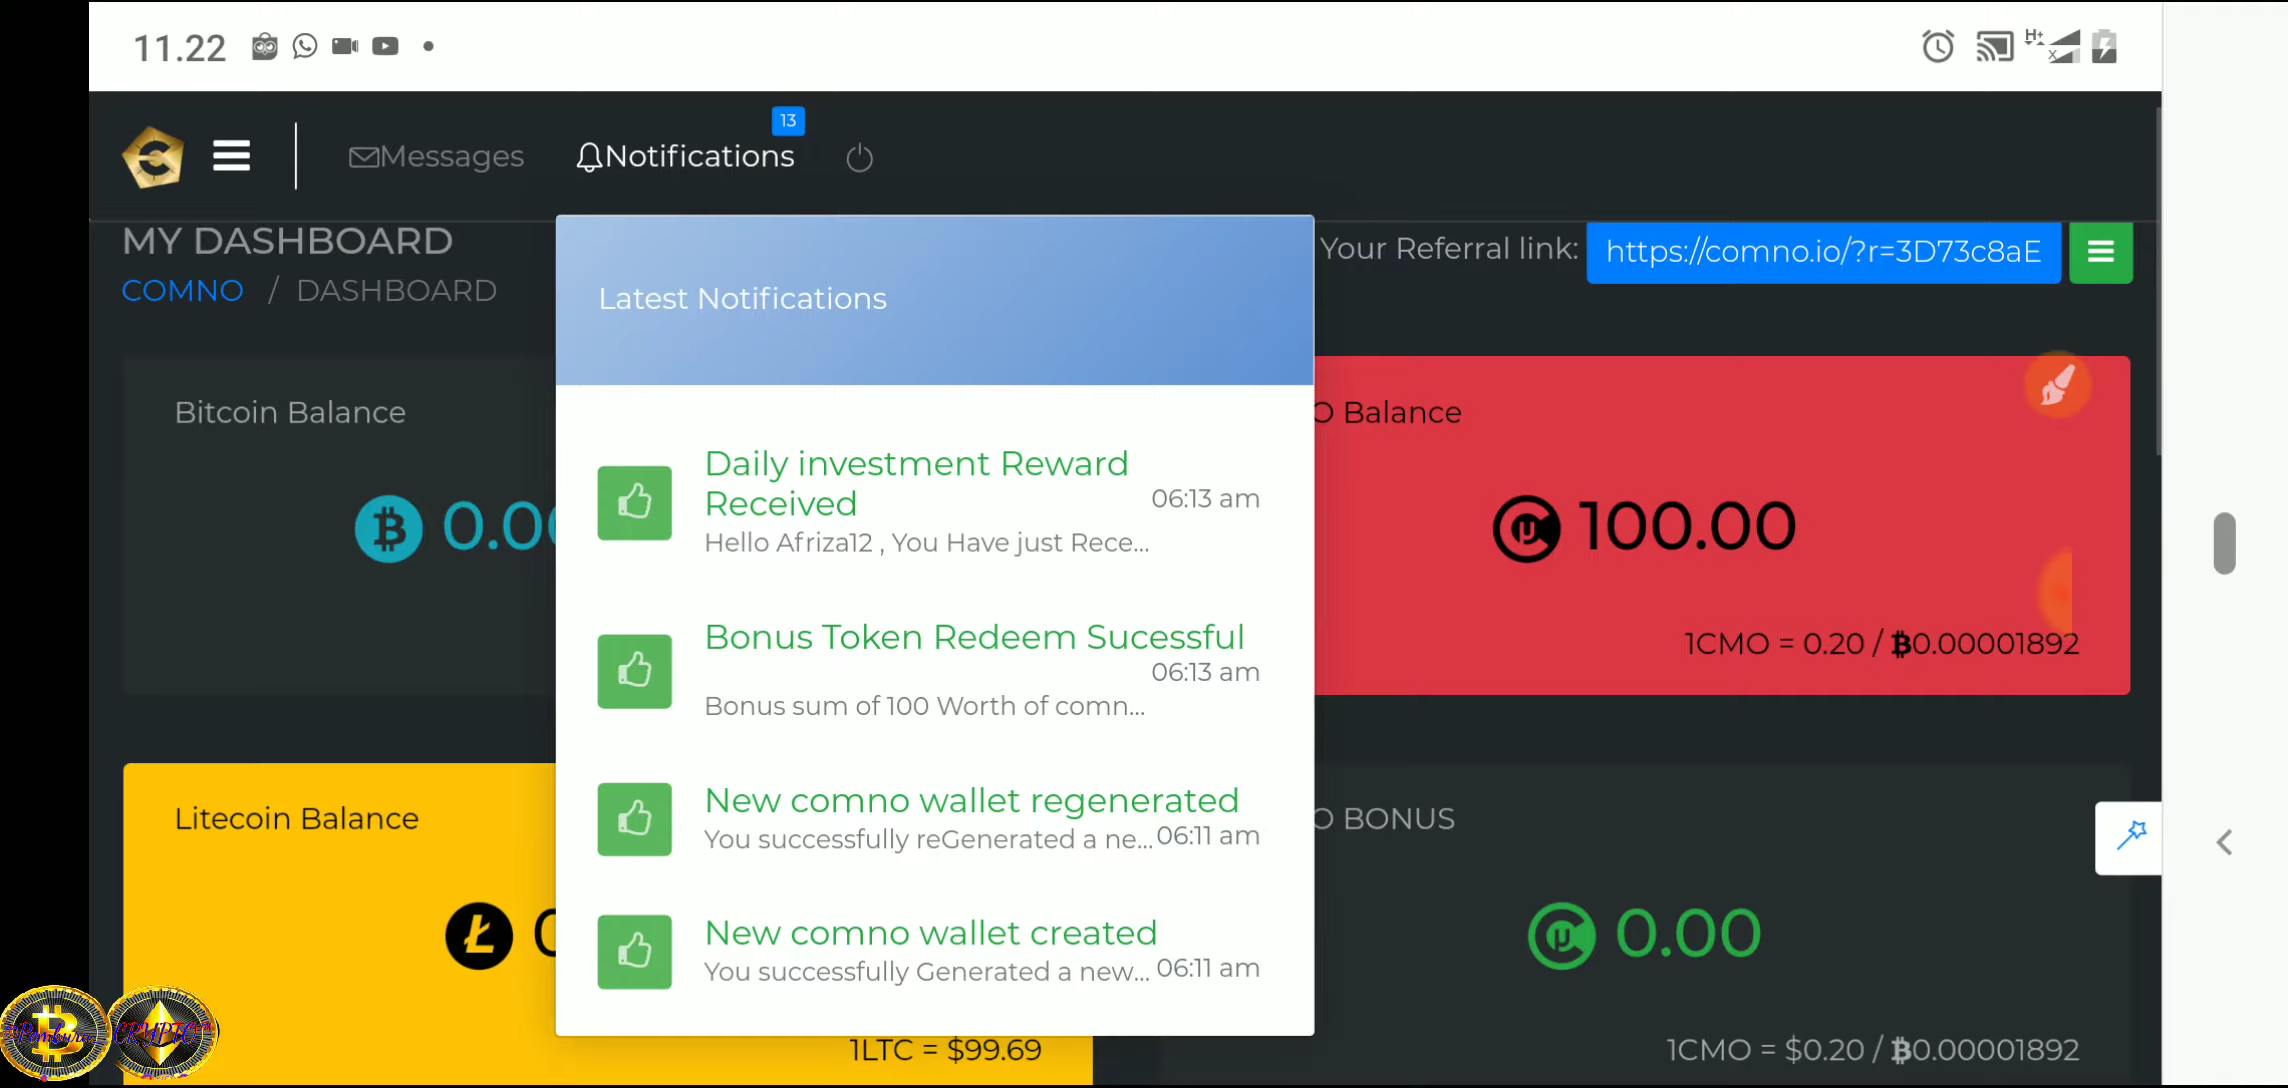 11.22
H+
13
Messages
Notifications
MY DASHBOARD
COMNO / DASHBOARD
Your Referral link:
https://comno.io/?r=3D73c8aE
Latest Notifications
Bitcoin Balance
O Balance
Daily investment Reward
Received
06:13 am
Hello Afriza12 , You Have just Rece...
0.0
100.00
Bonus Token Redeem Sucessful
06:13 am
Bonus sum of 100 Worth of comn...
1CMO = 0.20 / ₿0.00001892
New comno wallet regenerated
You successfully reGenerated a ne...
06:11 am
Litecoin Balance
O BONUS
New comno wallet created
You successfully Generated a new...
06:11 am
0.00
1LTC = $99.69
1CMO = $0.20 / ₿0.00001892